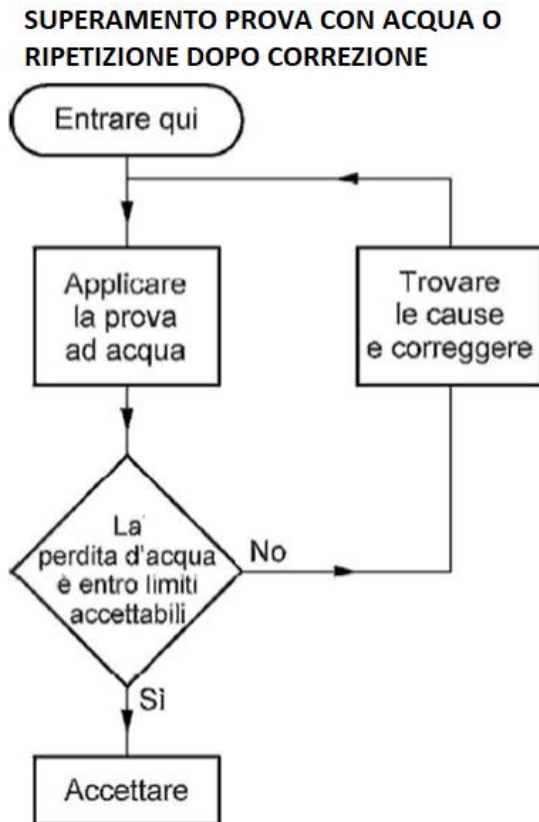 SUPERAMENTO PROVA CON ACQUA O
RIPETIZIONE DOPO CORREZIONE
Entrare qui
Applicare
la prova
ad acqua
Trovare
le cause
e correggere
La
perdita d'acqua
è entro limiti
accettabili
No
Sì
Accettare